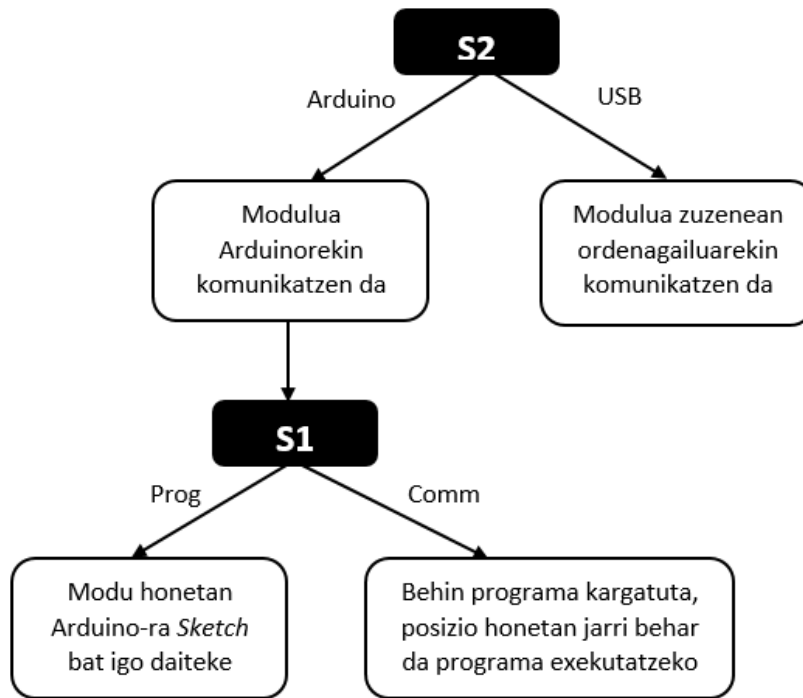 S2
Arduino
USB
Modulua
Arduinorekin
komunikatzen da
Modulua zuzenean
ordenagailuarekin
komunikatzen da
S1
Prog
Comm
Modu honetan
Arduino-ra Sketch
bat igo daiteke
Behin programa kargatuta,
posizio honetan jarri behar
da programa exekutatzeko